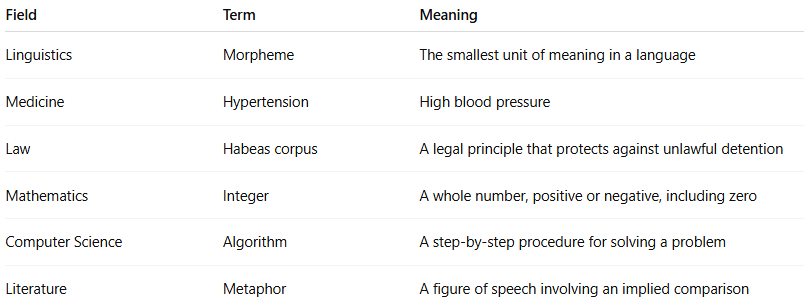 Field Term Meaning
Linguistics Morpheme The smallest unit of meaning in a language
Medicine Hypertension High blood pressure
Law Habeas corpus A legal principle that protects against unlawful detention
Mathematics Integer A whole number, positive or negative, including zero
Computer Science Algorithm A step-by-step procedure for solving a problem
Literature Metaphor A figure of speech involving an implied comparison